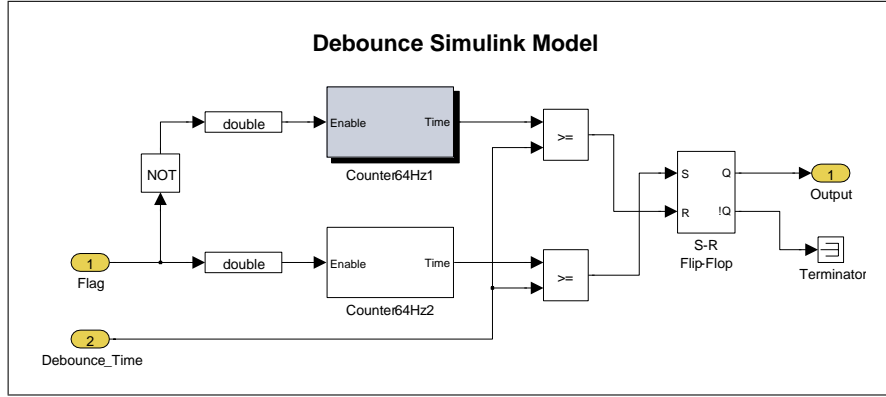 Debounce Simulink Model
double
Enable
Time
Counter64Hz1
>=
NOT
S
Q
R
!Q
S-R
Flip-Flop
1
Output
Terminator
1
Flag
double
Enable
Time
Counter64Hz2
>=
2
Debounce_Time